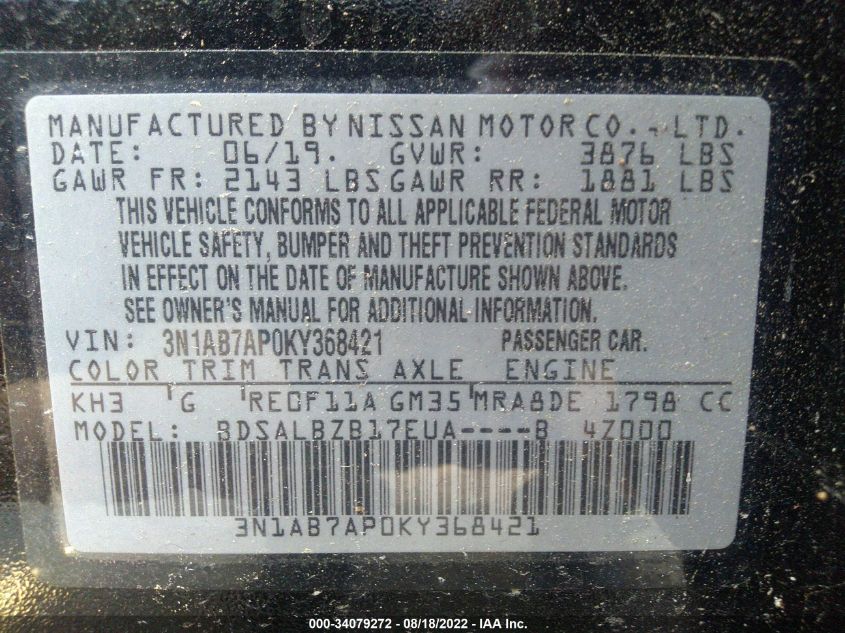 MANUFACTURED BY NISSAN MOTOR CO., LTD.
DATE: 06/19. GVWR: 3876 LBS
GAWR FR: 2143 LBS GAWR RR: 1881 LBS
THIS VEHICLE CONFORMS TO ALL APPLICABLE FEDERAL MOTOR
VEHICLE SAFETY, BUMPER AND THEFT PREVENTION STANDARDS
IN EFFECT ON THE DATE OF MANUFACTURE SHOWN ABOVE.
SEE OWNER'S MANUAL FOR ADDITIONAL INFORMATION.
VIN: 3N1AB7AP0KY368421 PASSENGER CAR.
COLOR TRIM TRANS AXLE ENGINE
KH3 G RE0F11A GM35 MRA8DE 1798 CC
MODEL: BDSALBZB17EUA----B 4Z000
3N1AB7AP0KY368421
000-34079272 - 08/18/2022 - IAA Inc.